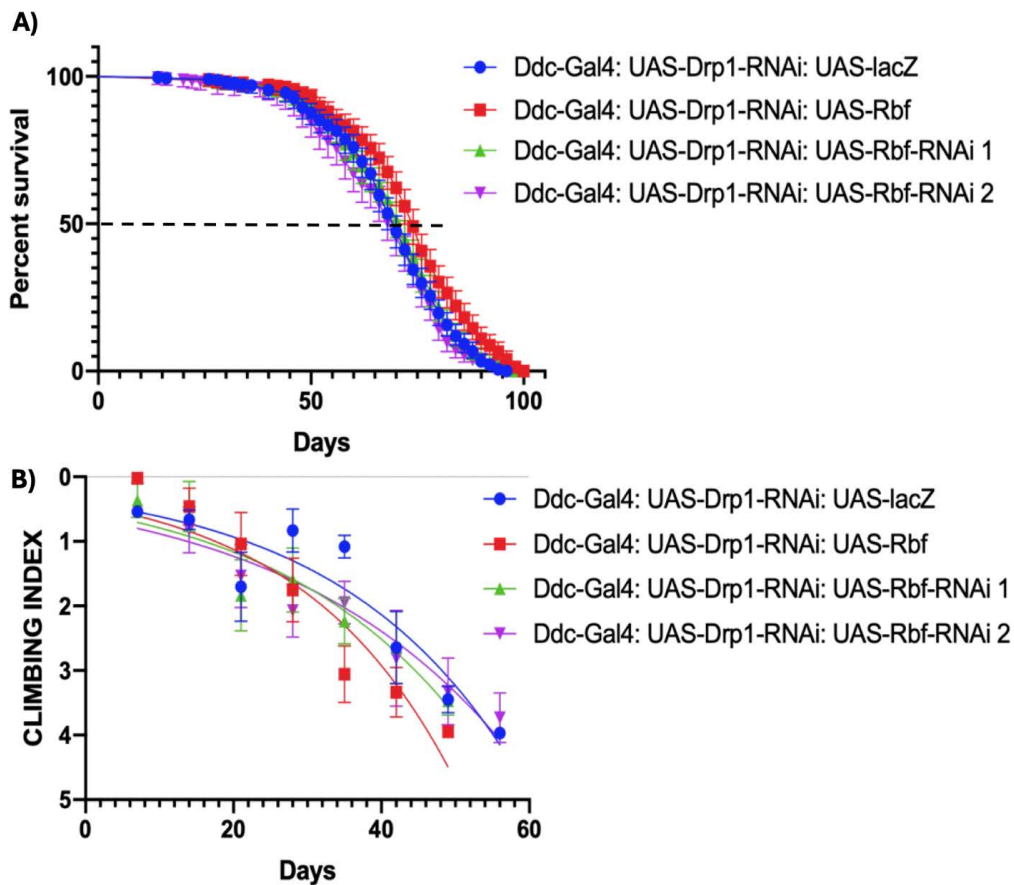 A)
Percent survival
100
50
0
0
50
100
Days
Ddc-Gal4: UAS-Drp1-RNAi: UAS-lacZ
Ddc-Gal4: UAS-Drp1-RNAi: UAS-Rbf
Ddc-Gal4: UAS-Drp1-RNAi: UAS-Rbf-RNAi 1
Ddc-Gal4: UAS-Drp1-RNAi: UAS-Rbf-RNAi 2
B)
CLIMBING INDEX
0
1
2
3
4
5
0
20
40
60
Days
Ddc-Gal4: UAS-Drp1-RNAi: UAS-lacZ
Ddc-Gal4: UAS-Drp1-RNAi: UAS-Rbf
Ddc-Gal4: UAS-Drp1-RNAi: UAS-Rbf-RNAi 1
Ddc-Gal4: UAS-Drp1-RNAi: UAS-Rbf-RNAi 2